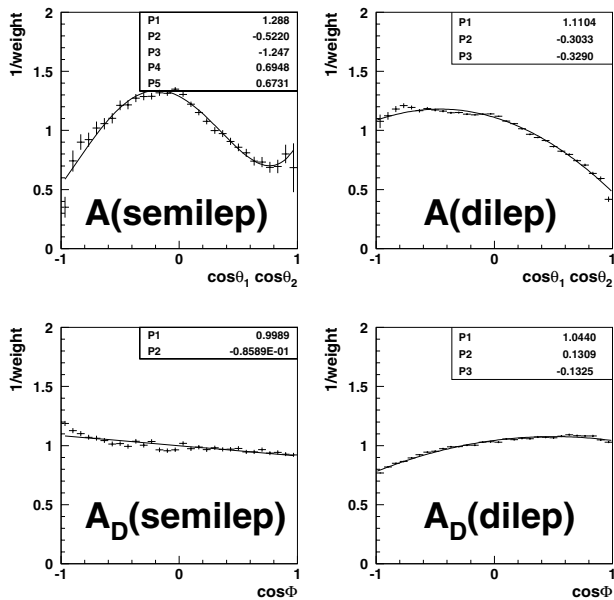 1/weight
P1 1.288
P2 -0.5220
P3 -1.247
P4 0.6948
P5 0.6731
2
1.5
1
0.5
0
A(semilep)
-1 0 1
cosθ1 cosθ2
1/weight
P1 1.1104
P2 -0.3033
P3 -0.3290
2
1.5
1
0.5
0
A(dilep)
-1 0 1
cosθ1 cosθ2
1/weight
P1 0.9989
P2 -0.8589E-01
2
1.5
1
0.5
0
AD(semilep)
-1 0 1
cosΦ
1/weight
P1 1.0440
P2 0.1309
P3 -0.1325
2
1.5
1
0.5
0
AD(dilep)
-1 0 1
cosΦ